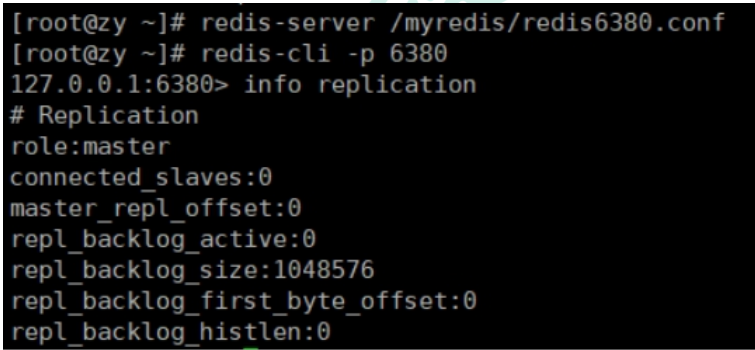 [root@zy ~]# redis-server /myredis/redis6380.conf
[root@zy ~]# redis-cli -p 6380
127.0.0.1:6380> info replication
# Replication
role:master
connected_slaves:0
master_repl_offset:0
repl_backlog_active:0
repl_backlog_size:1048576
repl_backlog_first_byte_offset:0
repl_backlog_histlen:0